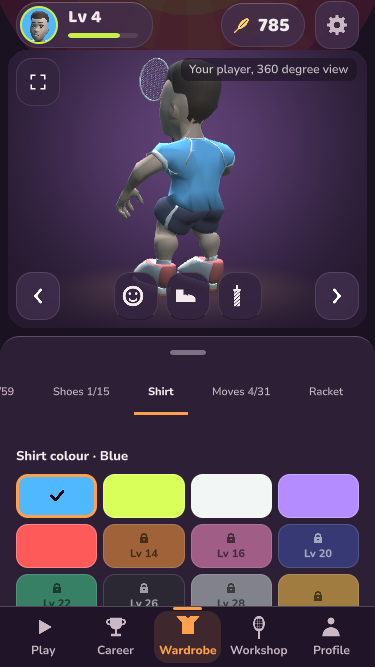 Lv 4
785
Your player, 360 degree view
/59
Shoes 1/15
Shirt
Moves 4/31
Racket
Shirt colour · Blue
Lv 14
Lv 16
Lv 20
Lv 22
Lv 26
Lv 28
Play
Career
Wardrobe
Workshop
Profile